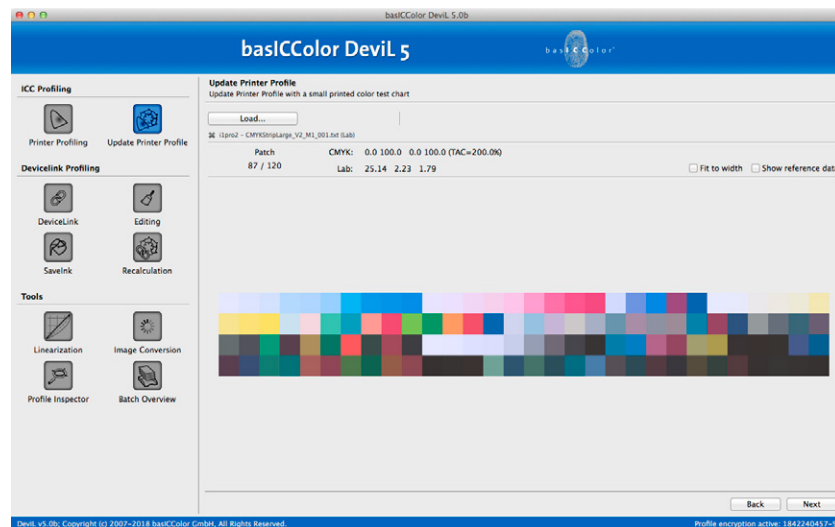 basICColor DeviL 5.0b
basICColor DeviL 5
basICColor
ICC Profiling
Printer Profiling
Update Printer Profile
Devicelink Profiling
DeviceLink
Editing
SaveInk
Recalculation
Tools
Linearization
Image Conversion
Profile Inspector
Batch Overview
Update Printer Profile
Update Printer Profile with a small printed color test chart
Load...
i1pro2 - CMYKStripLarge_V2_M1_001.txt (Lab)
Patch CMYK: 0.0 100.0 0.0 100.0 (TAC=200.0%)
87 / 120 Lab: 25.14 2.23 1.79
Fit to width Show reference dat
Back Next
DeviL v5.0b; Copyright (c) 2007-2018 basICColor GmbH, All Rights Reserved. Profile encryption active: 1842240457-